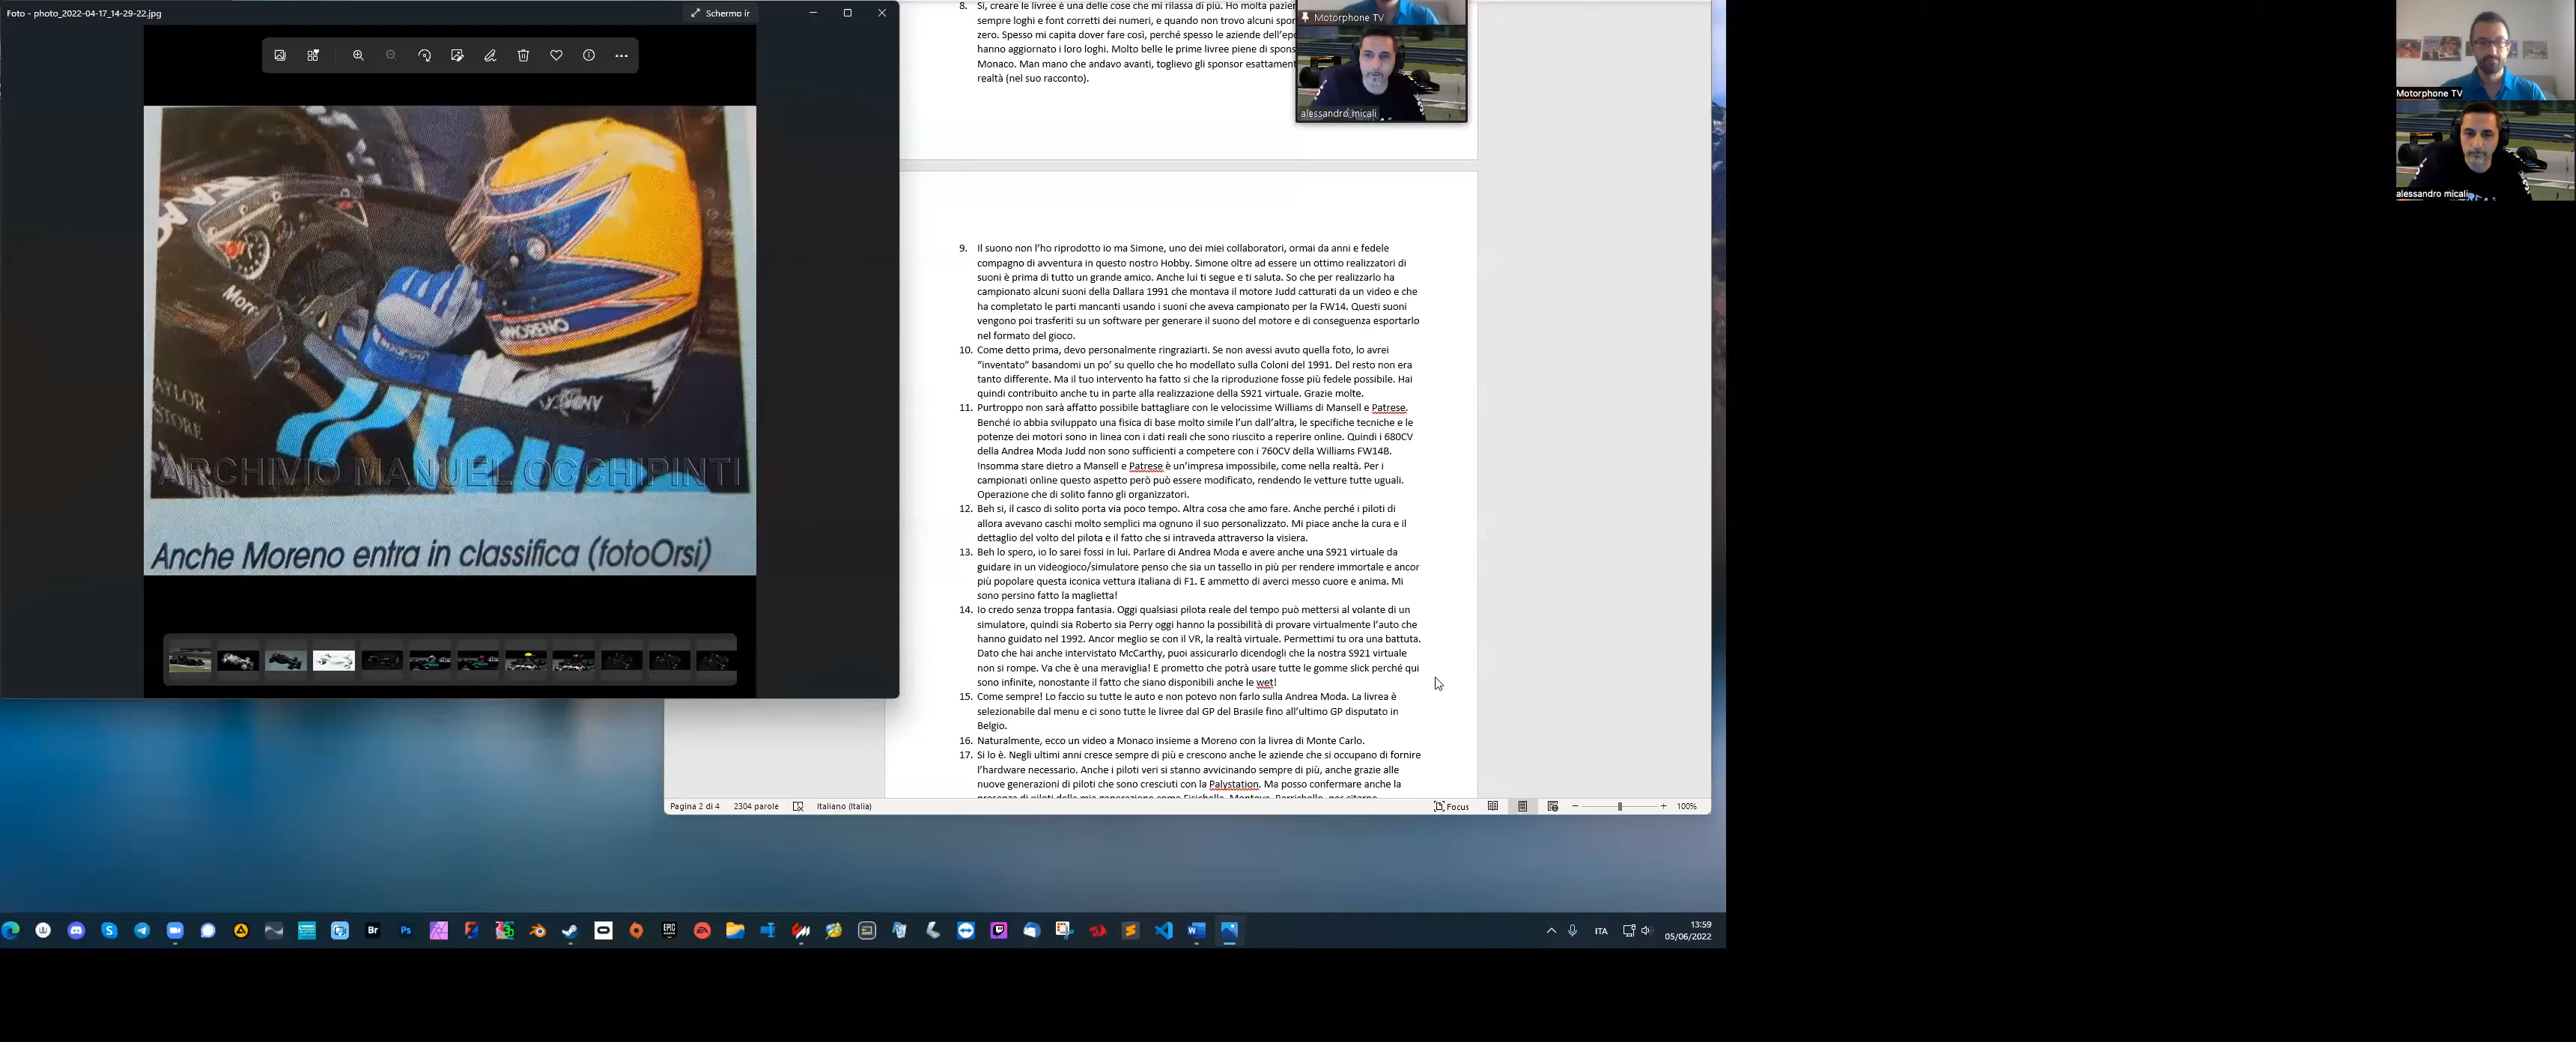 Foto - photo_2022-04-17_14-29-22.jpg
Schermo ir
Morr
AYLOR
STORE
MORENO
ARCHIVIO MANUEL OCCHIPINTI
Anche Moreno entra in classifica (fotoOrsi)
8. Si, creare le livree è una delle cose che mi rilassa di più. Ho molta pazien
sempre loghi e font corretti dei numeri, e quando non trovo alcuni spon
zero. Spesso mi capita dover fare così, perché spesso le aziende dell'epo
hanno aggiornato i loro loghi. Molto belle le prime livree piene di spons
Monaco. Man mano che andavo avanti, toglievo gli sponsor esattament
realtà (nel suo racconto).
9. Il suono non l'ho riprodotto io ma Simone, uno dei miei collaboratori, ormai da anni e fedele
compagno di avventura in questo nostro Hobby. Simone oltre ad essere un ottimo realizzatori di
suoni è prima di tutto un grande amico. Anche lui ti segue e ti saluta. So che per realizzarlo ha
campionato alcuni suoni della Dallara 1991 che montava il motore Judd catturati da un video e che
ha completato le parti mancanti usando i suoni che aveva campionato per la FW14. Questi suoni
vengono poi trasferiti su un software per generare il suono del motore e di conseguenza esportarlo
nel formato del gioco.
10. Come detto prima, devo personalmente ringraziarti. Se non avessi avuto quella foto, lo avrei
“inventato” basandomi un po’ su quello che ho modellato sulla Coloni del 1991. Del resto non era
tanto differente. Ma il tuo intervento ha fatto si che la riproduzione fosse più fedele possibile. Hai
quindi contribuito anche tu in parte alla realizzazione della S921 virtuale. Grazie molte.
11. Purtroppo non sarà affatto possibile battagliare con le velocissime Williams di Mansell e Patrese.
Benché io abbia sviluppato una fisica di base molto simile l'un dall'altra, le specifiche tecniche e le
potenze dei motori sono in linea con i dati reali che sono riuscito a reperire online. Quindi i 680CV
della Andrea Moda Judd non sono sufficienti a competere con i 760CV della Williams FW14B.
!nsomma stare dietro a Mansell e Patrese è un'impresa impossibile, come nella realtà. Per i
campionati online questo aspetto però può essere modificato, rendendo le vetture tutte uguali.
Operazione che di solito fanno gli organizzatori.
12. Beh si, il casco di solito porta via poco tempo. Altra cosa che amo fare. Anche perché i piloti di
allora avevano caschi molto semplici ma ognuno il suo personalizzato. Mi piace anche la cura e il
dettaglio del volto del pilota e il fatto che si intraveda attraverso la visiera.
13. Beh lo spero, io lo sarei fossi in lui. Parlare di Andrea Moda e avere anche una S921 virtuale da
guidare in un videogioco/simulatore penso che sia un tassello in più per rendere immortale e ancor
più popolare questa iconica vettura italiana di F1. E ammetto di averci messo cuore e anima. Mi
sono persino fatto la maglietta!
14. Io credo senza troppa fantasia. Oggi qualsiasi pilota reale del tempo può mettersi al volante di un
simulatore, quindi sia Roberto sia Perry oggi hanno la possibilità di provare virtualmente l'auto che
hanno guidato nel 1992. Ancor meglio se con il VR, la realtà virtuale. Permettimi tu ora una battuta.
Dato che hai anche intervistato McCarthy, puoi assicurarlo dicendogli che la nostra S921 virtuale
non si rompe. Va che è una meraviglia! E prometto che potrà usare tutte le gomme slick perché qui
sono infinite, nonostante il fatto che siano disponibili anche le wet!
15. Come sempre! Lo faccio su tutte le auto e non potevo non farlo sulla Andrea Moda. La livrea è
selezionabile dal menu e ci sono tutte le livree dal GP del Brasile fino all'ultimo GP disputato in
Belgio.
16. Naturalmente, ecco un video a Monaco insieme a Moreno con la livrea di Monte Carlo.
17. Si lo è. Negli ultimi anni cresce sempre di più e crescono anche le aziende che si occupano di fornire
l'hardware necessario. Anche i piloti veri si stanno avvicinando sempre di più, anche grazie alle
nuove generazioni di piloti che sono cresciuti con la Palystation. Ma posso confermare anche la
Pagina 2 di 4 2304 parole Italiano (Italia) Focus 100%
Motorphone TV
alessandro micali
Motorphone TV
alessandro micali
Br Ps EPIC EA W
ITA
13:59
05/06/2022